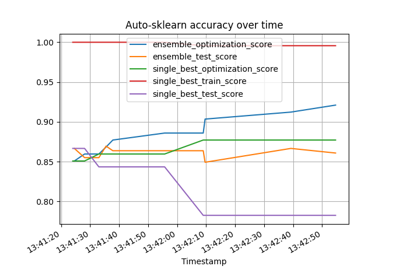 Auto-sklearn accuracy over time
ensemble_optimization_score
ensemble_test_score
single_best_optimization_score
single_best_train_score
single_best_test_score
1.00
0.95
0.90
0.85
0.80
13:41:20
13:41:30
13:41:40
13:41:50
13:42:00
13:42:10
13:42:20
13:42:30
13:42:40
13:42:50
Timestamp